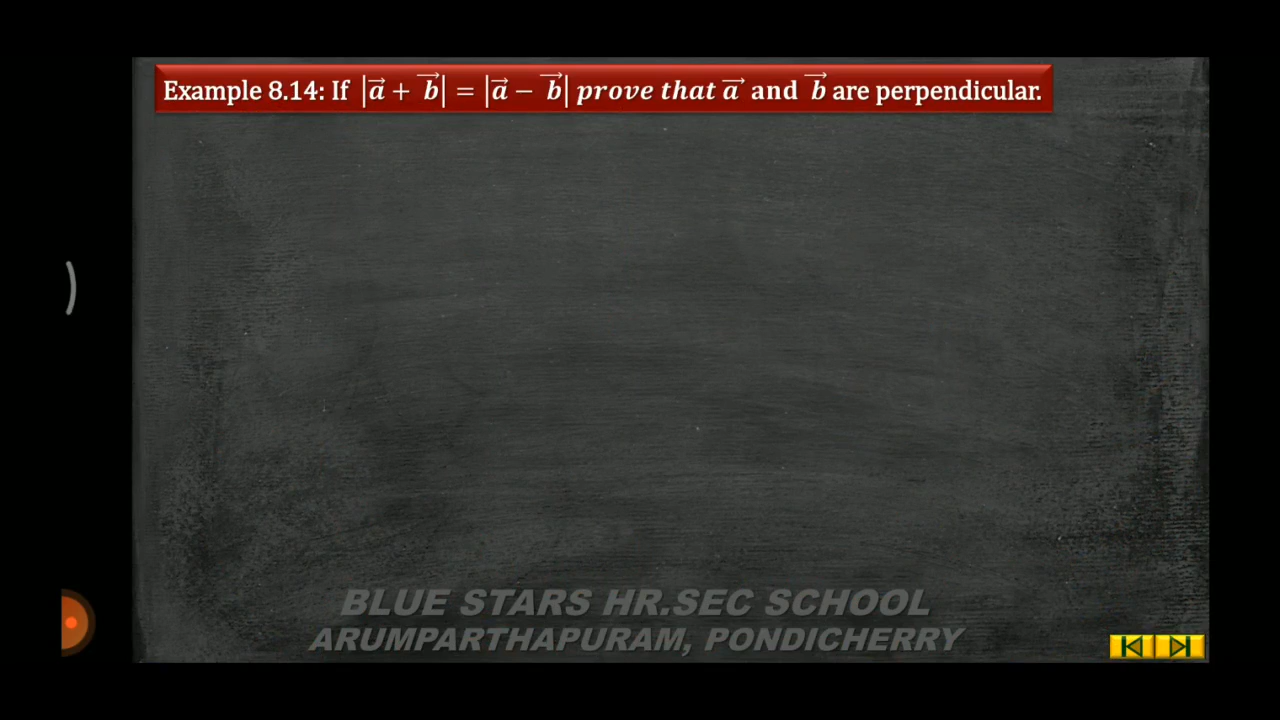 Example 8.14: If |a⃗ + b⃗| = |a⃗ − b⃗| prove that a⃗ and b⃗ are perpendicular.
BLUE STARS HR.SEC SCHOOL
ARUMPARTHAPURAM, PONDICHERRY